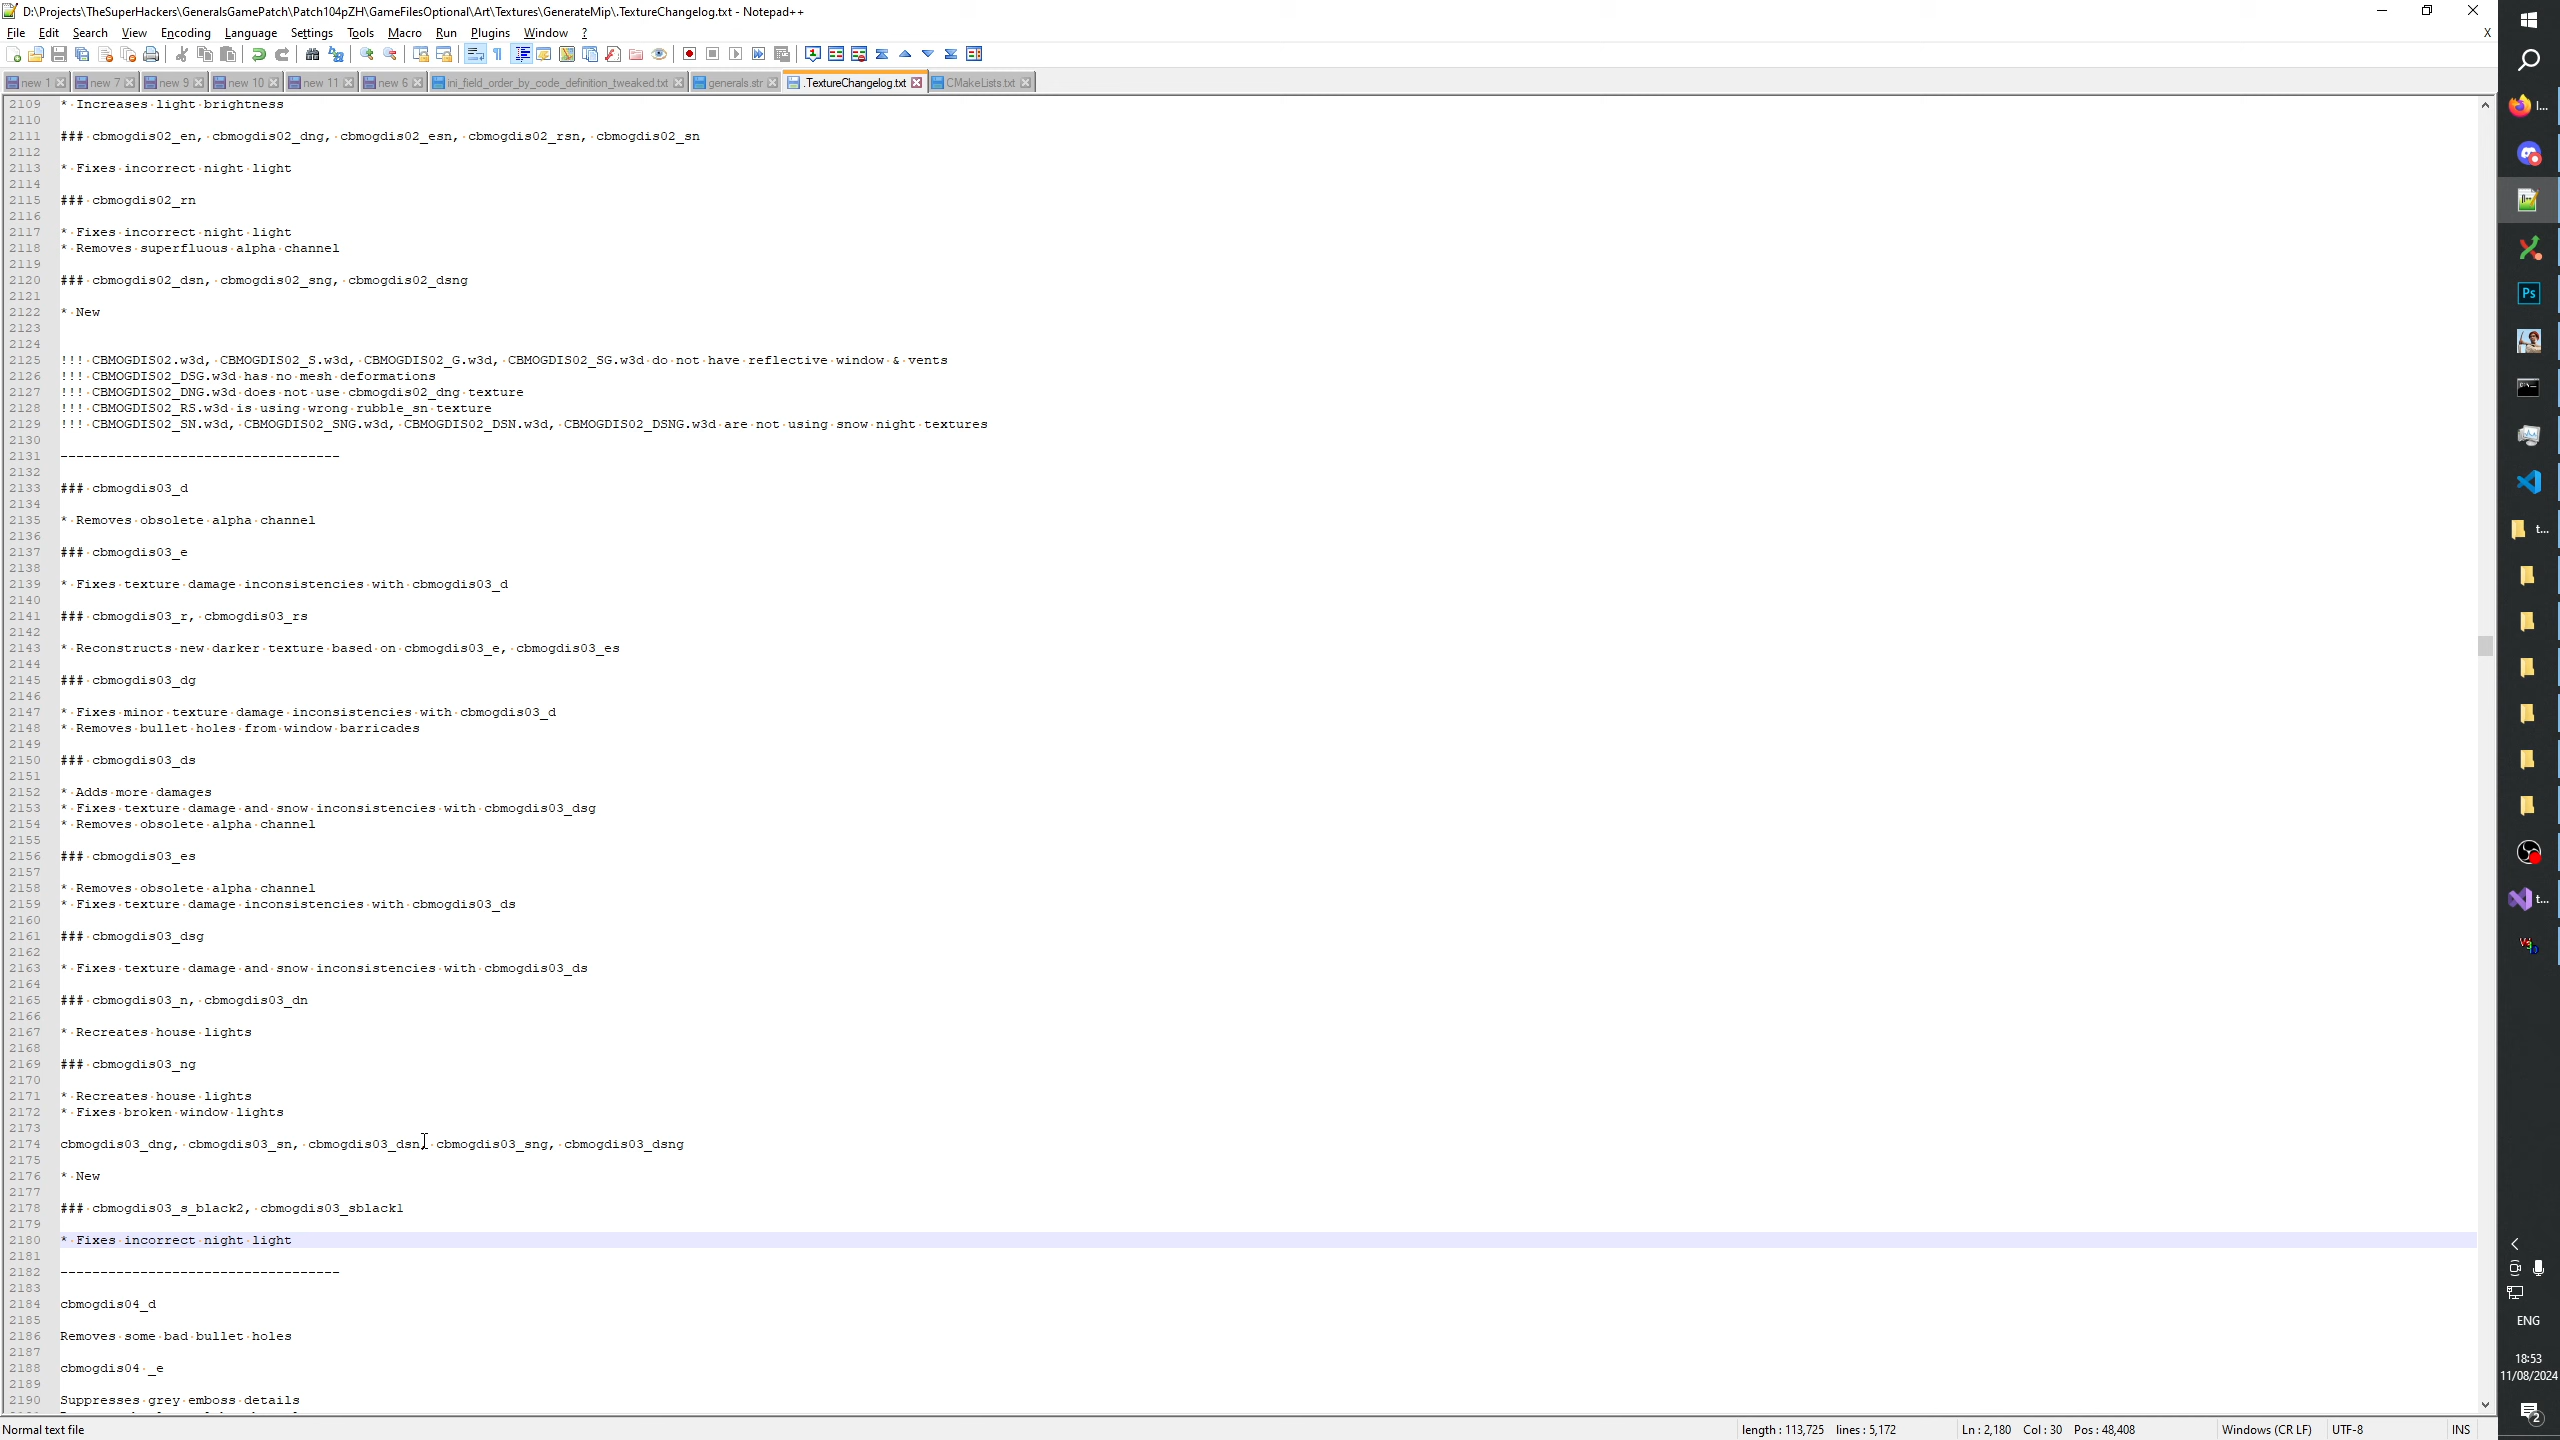 D:\Projects\TheSuperHackers\GeneralsGamePatch\Patch104pZH\GameFilesOptional\Art\Textures\GenerateMip\.TextureChangelog.txt - Notepad++
File Edit Search View Encoding Language Settings Tools Macro Run Plugins Window ? X
new 1 new 7 new 9 new 10 new 11 new 6 ini_field_order_by_code_definition_tweaked.txt generals.str .TextureChangelog.txt CMakeLists.txt
2109 * Increases light brightness
2110
2111 ### cbmogdis02_en, cbmogdis02_dng, cbmogdis02_esn, cbmogdis02_rsn, cbmogdis02_sn
2112
2113 * Fixes incorrect night light
2114
2115 ### cbmogdis02_rn
2116
2117 * Fixes incorrect night light
2118 * Removes superfluous alpha channel
2119
2120 ### cbmogdis02_dsn, cbmogdis02_sng, cbmogdis02_dsng
2121
2122 * New
2123
2124
2125 !!! CBMOGDIS02.w3d, CBMOGDIS02_S.w3d, CBMOGDIS02_G.w3d, CBMOGDIS02_SG.w3d do not have reflective window & vents
2126 !!! CBMOGDIS02_DSG.w3d has no mesh deformations
2127 !!! CBMOGDIS02_DNG.w3d does not use cbmogdis02_dng texture
2128 !!! CBMOGDIS02_RS.w3d is using wrong rubble_sn texture
2129 !!! CBMOGDIS02_SN.w3d, CBMOGDIS02_SNG.w3d, CBMOGDIS02_DSN.w3d, CBMOGDIS02_DSNG.w3d are not using snow night textures
2130
2131 -----------------------------------
2132
2133 ### cbmogdis03_d
2134
2135 * Removes obsolete alpha channel
2136
2137 ### cbmogdis03_e
2138
2139 * Fixes texture damage inconsistencies with cbmogdis03_d
2140
2141 ### cbmogdis03_r, cbmogdis03_rs
2142
2143 * Reconstructs new darker texture based on cbmogdis03_e, cbmogdis03_es
2144
2145 ### cbmogdis03_dg
2146
2147 * Fixes minor texture damage inconsistencies with cbmogdis03_d
2148 * Removes bullet holes from window barricades
2149
2150 ### cbmogdis03_ds
2151
2152 * Adds more damages
2153 * Fixes texture damage and snow inconsistencies with cbmogdis03_dsg
2154 * Removes obsolete alpha channel
2155
2156 ### cbmogdis03_es
2157
2158 * Removes obsolete alpha channel
2159 * Fixes texture damage inconsistencies with cbmogdis03_ds
2160
2161 ### cbmogdis03_dsg
2162
2163 * Fixes texture damage and snow inconsistencies with cbmogdis03_ds
2164
2165 ### cbmogdis03_n, cbmogdis03_dn
2166
2167 * Recreates house lights
2168
2169 ### cbmogdis03_ng
2170
2171 * Recreates house lights
2172 * Fixes broken window lights
2173
2174 cbmogdis03_dng, cbmogdis03_sn, cbmogdis03_dsn, cbmogdis03_sng, cbmogdis03_dsng
2175
2176 * New
2177
2178 ### cbmogdis03_s_black2, cbmogdis03_sblack1
2179
2180 * Fixes incorrect night light
2181
2182 -----------------------------------
2183
2184 cbmogdis04_d
2185
2186 Removes some bad bullet holes
2187
2188 cbmogdis04 _e
2189
2190 Suppresses grey emboss details
Normal text file length : 113,725 lines : 5,172 Ln : 2,180 Col : 30 Pos : 48,408 Windows (CR LF) UTF-8 INS
I...
Ps
t...
t...
ENG
18:53
11/08/2024
2